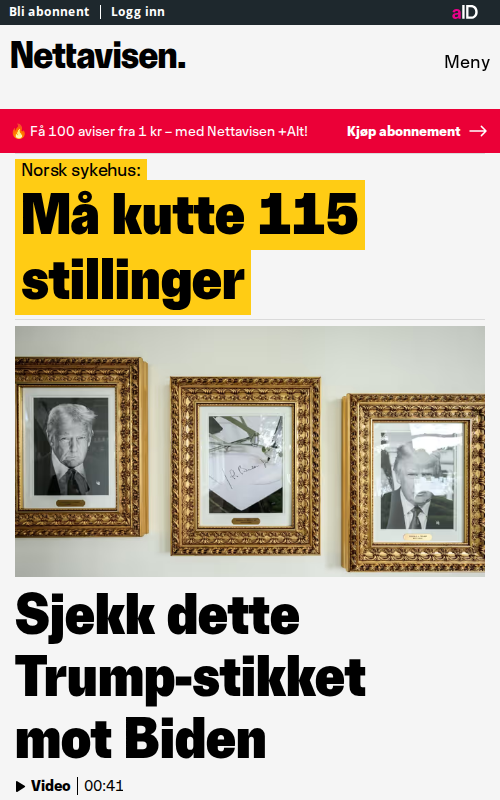 Bli abonnent | Logg inn
aID
Nettavisen.
Meny
🔥 Få 100 aviser fra 1 kr – med Nettavisen +Alt!
Kjøp abonnement →
Norsk sykehus:
Må kutte 115
stillinger
Sjekk dette
Trump-stikket
mot Biden
Video | 00:41